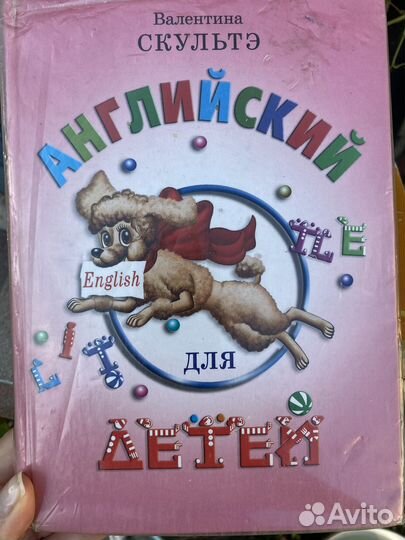 Валентина
СКУЛЬТЭ
АНГЛИЙСКИЙ
English
ДЛЯ
ДЕТЕЙ
Avito